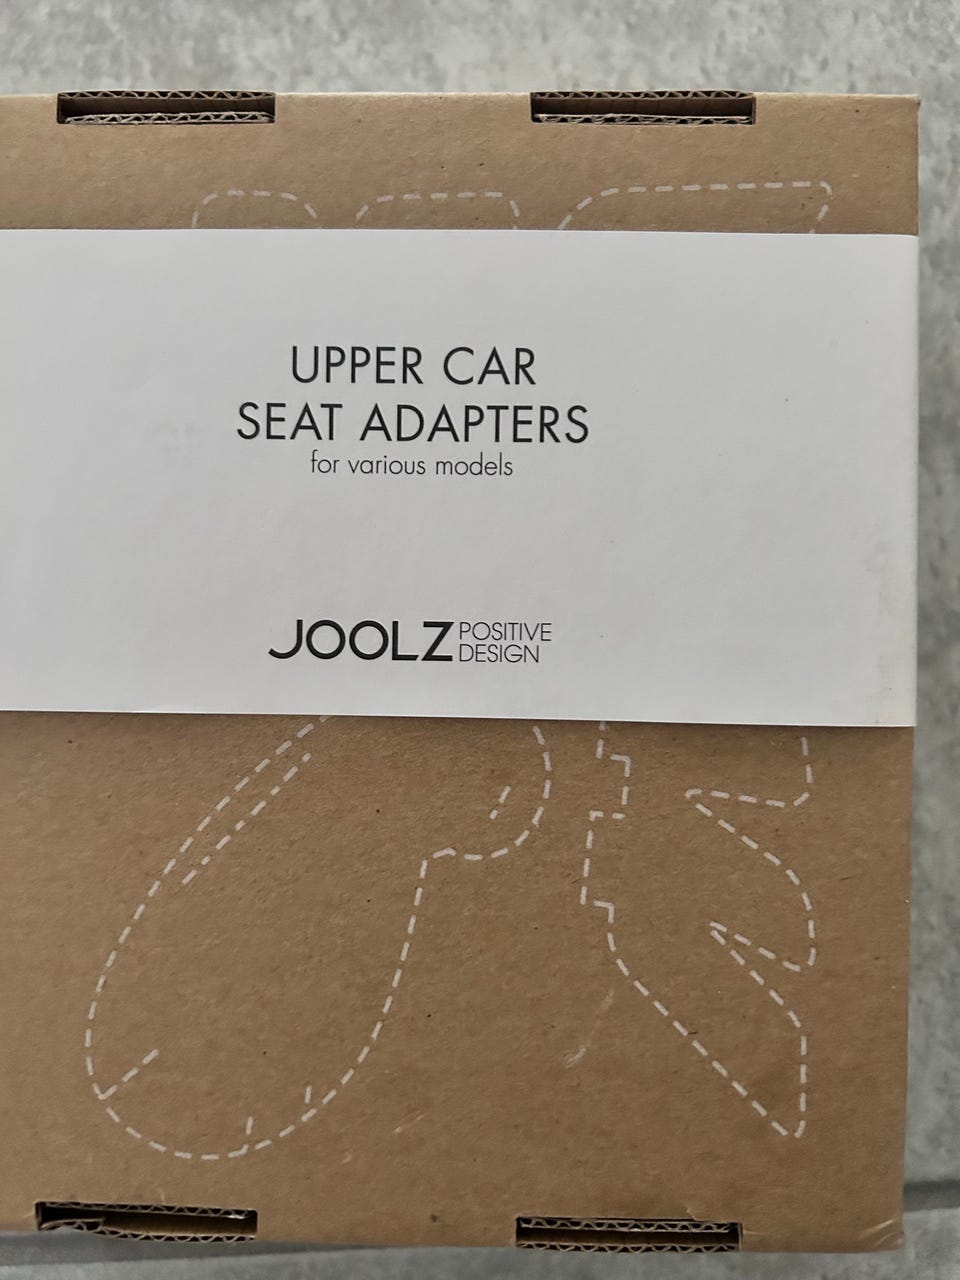 UPPER CAR
SEAT ADAPTERS
for various models
JOOLZ POSITIVE
DESIGN